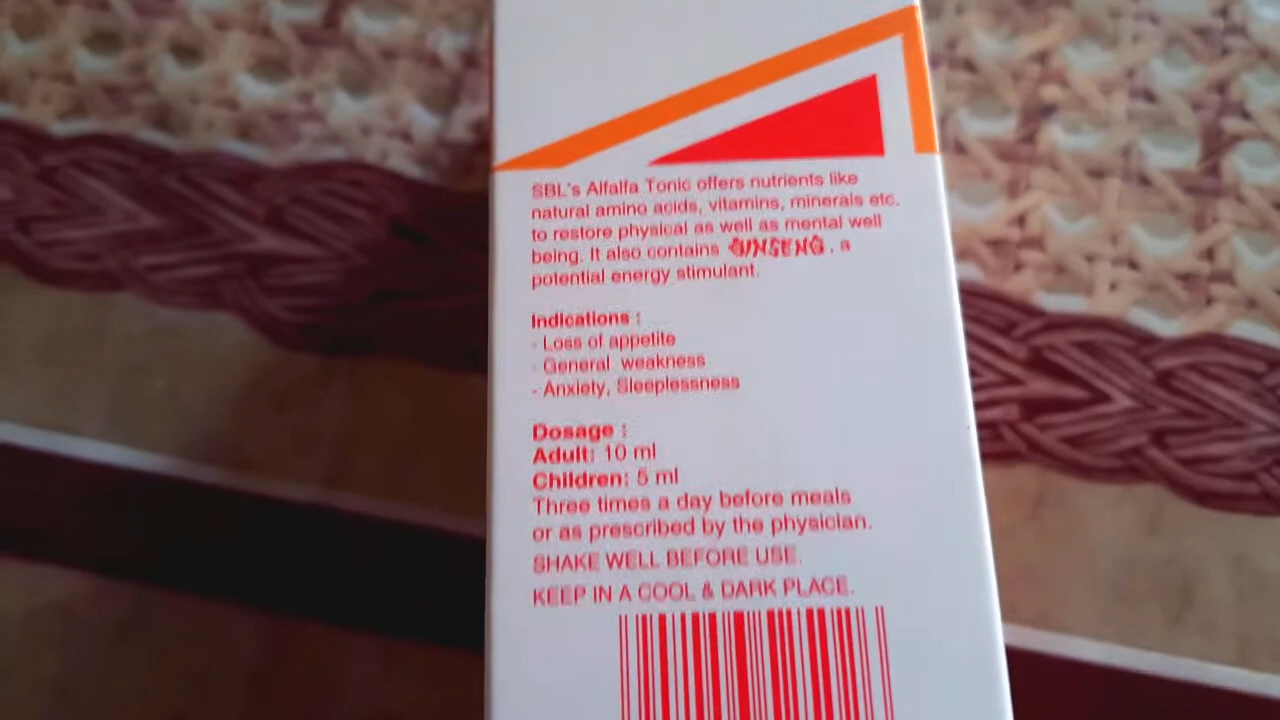 SBL's Alfalfa Tonic offers nutrients like
natural amino acids, vitamins, minerals etc.
to restore physical as well as mental well
being. It also contains GINSENG, a
potential energy stimulant.
Indications :
- Loss of appetite
- General weakness
- Anxiety, Sleeplessness
Dosage :
Adult: 10 ml
Children: 5 ml
Three times a day before meals
or as prescribed by the physician.
SHAKE WELL BEFORE USE.
KEEP IN A COOL & DARK PLACE.